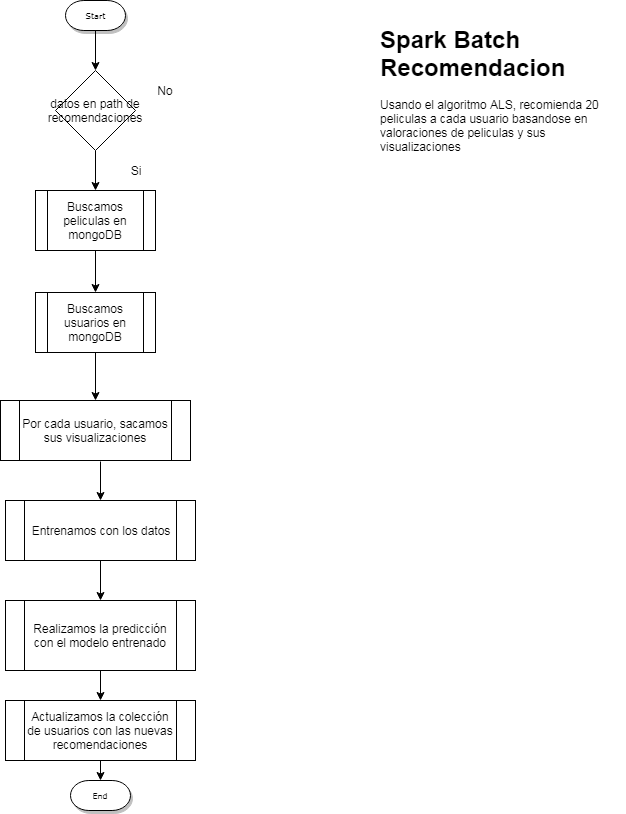 Start
Spark Batch
Recomendacion
Usando el algoritmo ALS, recomienda 20
peliculas a cada usuario basandose en
valoraciones de peliculas y sus
visualizaciones
No
datos en path de
recomendaciones
Si
Buscamos
peliculas en
mongoDB
Buscamos
usuarios en
mongoDB
Por cada usuario, sacamos
sus visualizaciones
Entrenamos con los datos
Realizamos la predicción
con el modelo entrenado
Actualizamos la colección
de usuarios con las nuevas
recomendaciones
End